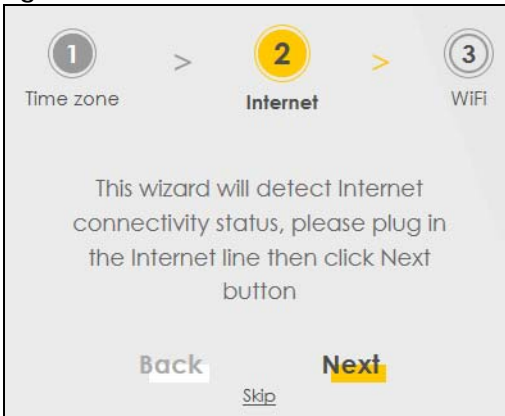 1 > 2 > 3
Time zone Internet WiFi
This wizard will detect Internet
connectivity status, please plug in
the Internet line then click Next
button
Back Next
Skip